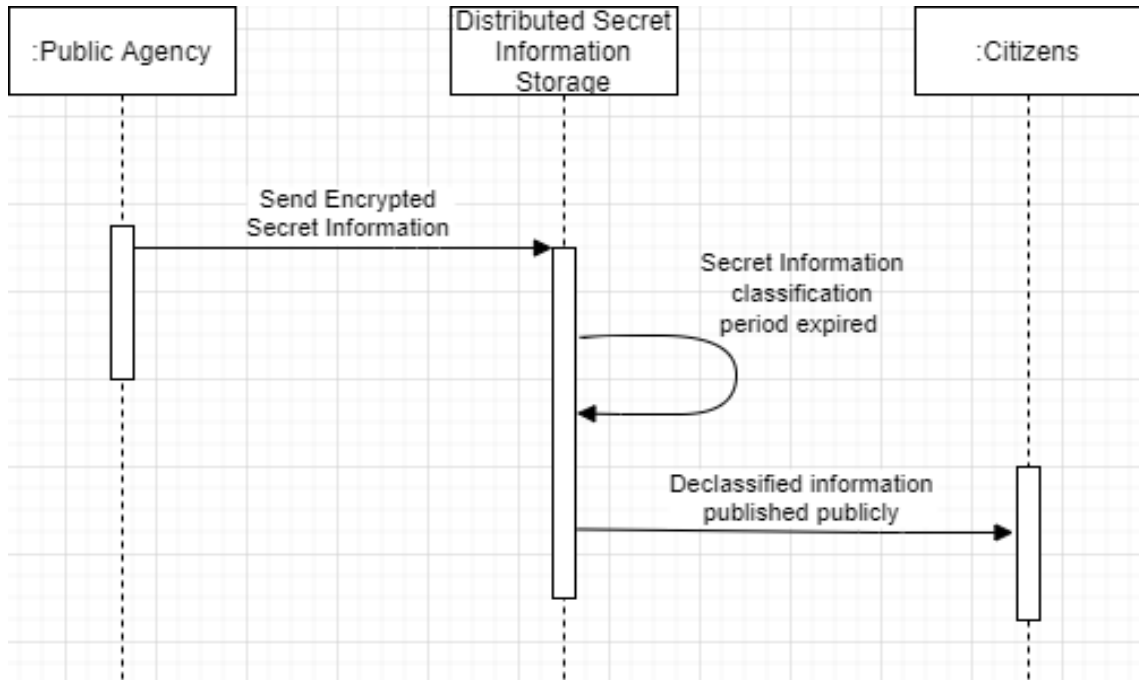 :Public Agency
Distributed Secret
Information
Storage
:Citizens
Send Encrypted
Secret Information
Secret Information
classification
period expired
Declassified information
published publicly